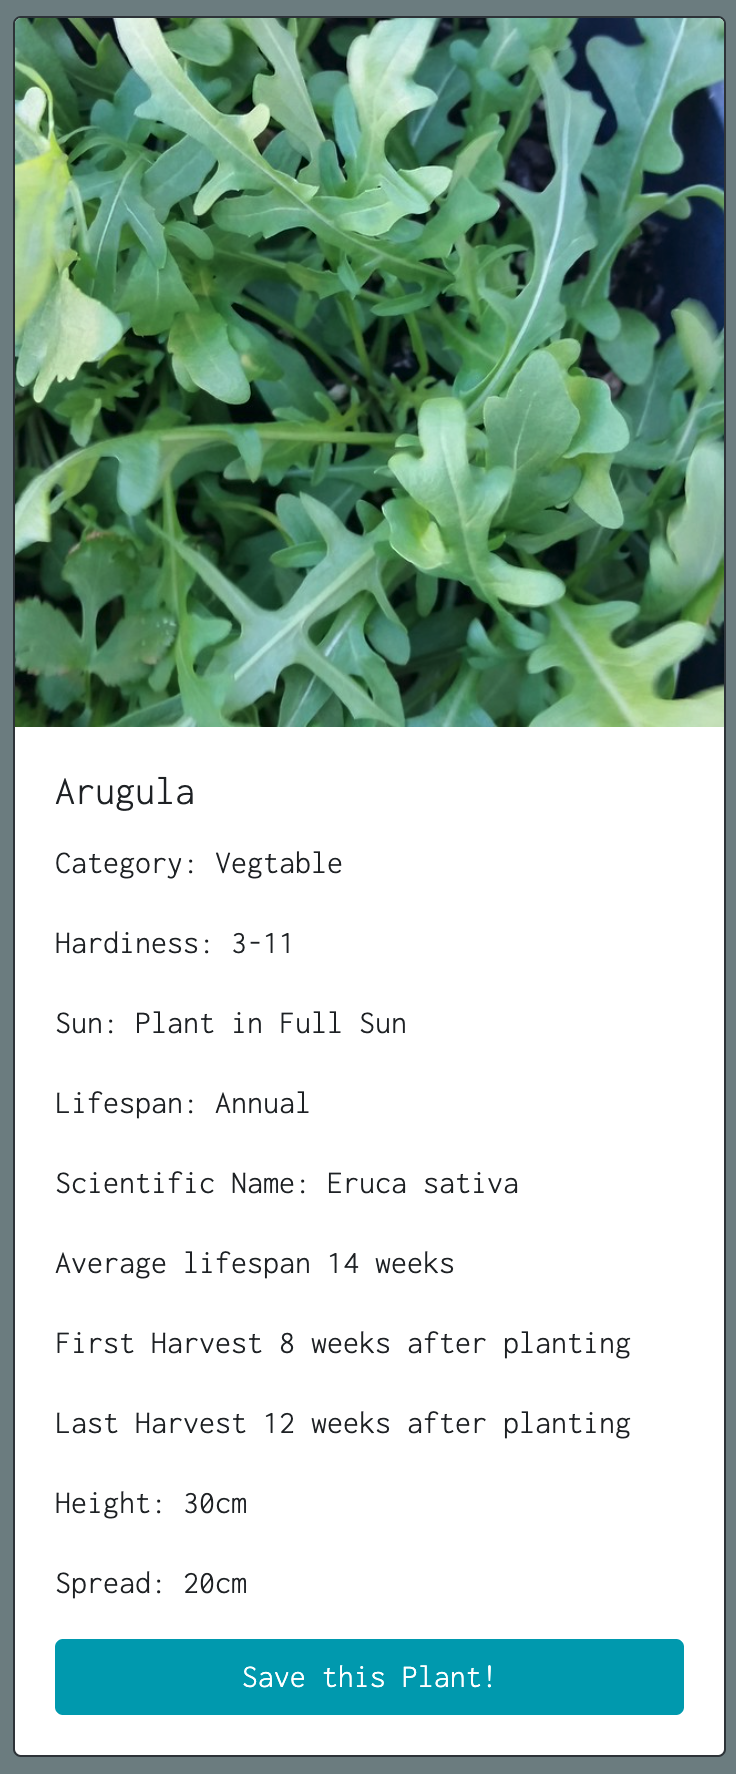 Arugula
Category: Vegtable
Hardiness: 3-11
Sun: Plant in Full Sun
Lifespan: Annual
Scientific Name: Eruca sativa
Average lifespan 14 weeks
First Harvest 8 weeks after planting
Last Harvest 12 weeks after planting
Height: 30cm
Spread: 20cm
Save this Plant!